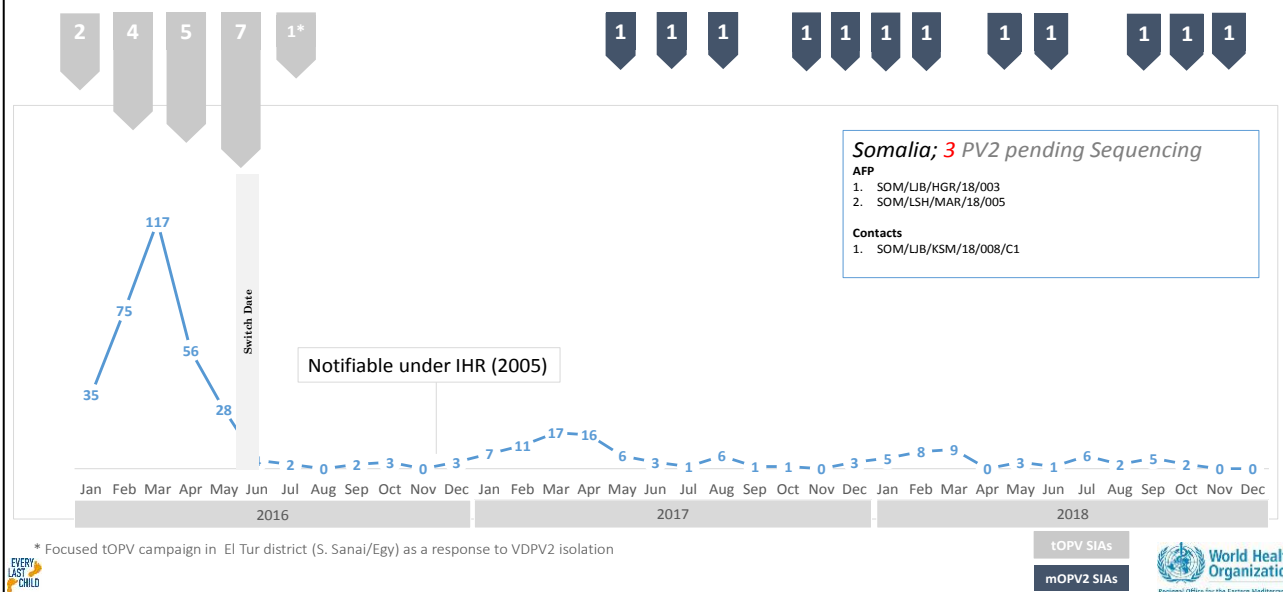 2 4 5 7 1* 1 1 1 1 1 1 1 1 1 1 1 1
Somalia; 3 PV2 pending Sequencing
AFP
1. SOM/LJB/HGR/18/003
2. SOM/LSH/MAR/18/005
Contacts
1. SOM/LJB/KSM/18/008/C1
117
75
Switch Date
56
Notifiable under IHR (2005)
35
28
2 0 2 3 0 3 7 11 17 16 6 3 1 6 1 1 0 3 5 8 9 0 3 1 6 2 5 2 0 0
Jan Feb Mar Apr May Jun Jul Aug Sep Oct Nov Dec Jan Feb Mar Apr May Jun Jul Aug Sep Oct Nov Dec Jan Feb Mar Apr May Jun Jul Aug Sep Oct Nov Dec
2016 2017 2018
* Focused tOPV campaign in El Tur district (S. Sanai/Egy) as a response to VDPV2 isolation
tOPV SIAs
mOPV2 SIAs
EVERY
LAST
CHILD
World Heal
Organizatio
Regional Office for the Eastern Mediterran